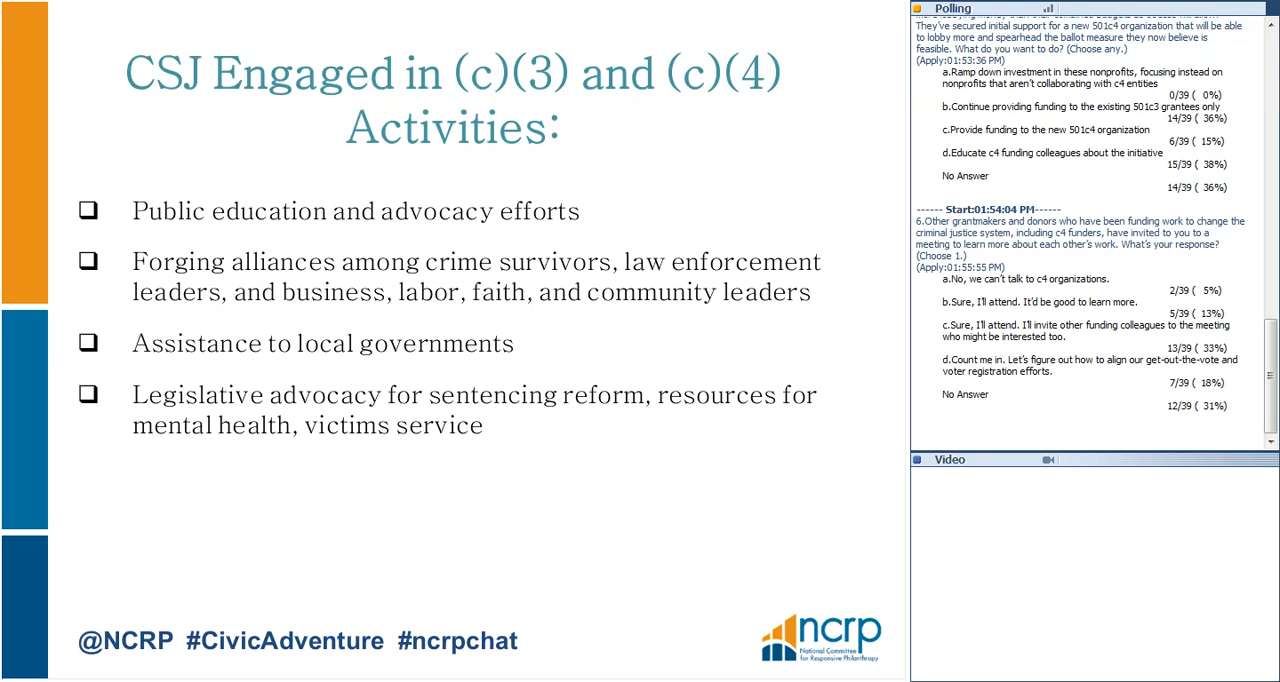 CSJ Engaged in (c)(3) and (c)(4)
Activities:
Public education and advocacy efforts
Forging alliances among crime survivors, law enforcement
leaders, and business, labor, faith, and community leaders
Assistance to local governments
Legislative advocacy for sentencing reform, resources for
mental health, victims service
@NCRP #CivicAdventure #ncrpchat
ncrp
National Committee
for Responsive Philanthropy
Polling
They've secured initial support for a new 501c4 organization that will be able
to lobby more and spearhead the ballot measure they now believe is
feasible. What do you want to do? (Choose any.)
(Apply:01:53:36 PM)
a.Ramp down investment in these nonprofits, focusing instead on
nonprofits that aren't collaborating with c4 entities
0/39 ( 0%)
b.Continue providing funding to the existing 501c3 grantees only
14/39 ( 36%)
c.Provide funding to the new 501c4 organization
6/39 ( 15%)
d.Educate c4 funding colleagues about the initiative
15/39 ( 38%)
No Answer
14/39 ( 36%)
------ Start:01:54:04 PM------
6.Other grantmakers and donors who have been funding work to change the
criminal justice system, including c4 funders, have invited to you to a
meeting to learn more about each other's work. What's your response?
(Choose 1.)
(Apply:01:55:55 PM)
a.No, we can't talk to c4 organizations.
2/39 ( 5%)
b.Sure, I'll attend. It'd be good to learn more.
5/39 ( 13%)
c.Sure, I'll attend. I'll invite other funding colleagues to the meeting
who might be interested too.
13/39 ( 33%)
d.Count me in. Let's figure out how to align our get-out-the-vote and
voter registration efforts.
7/39 ( 18%)
No Answer
12/39 ( 31%)
Video